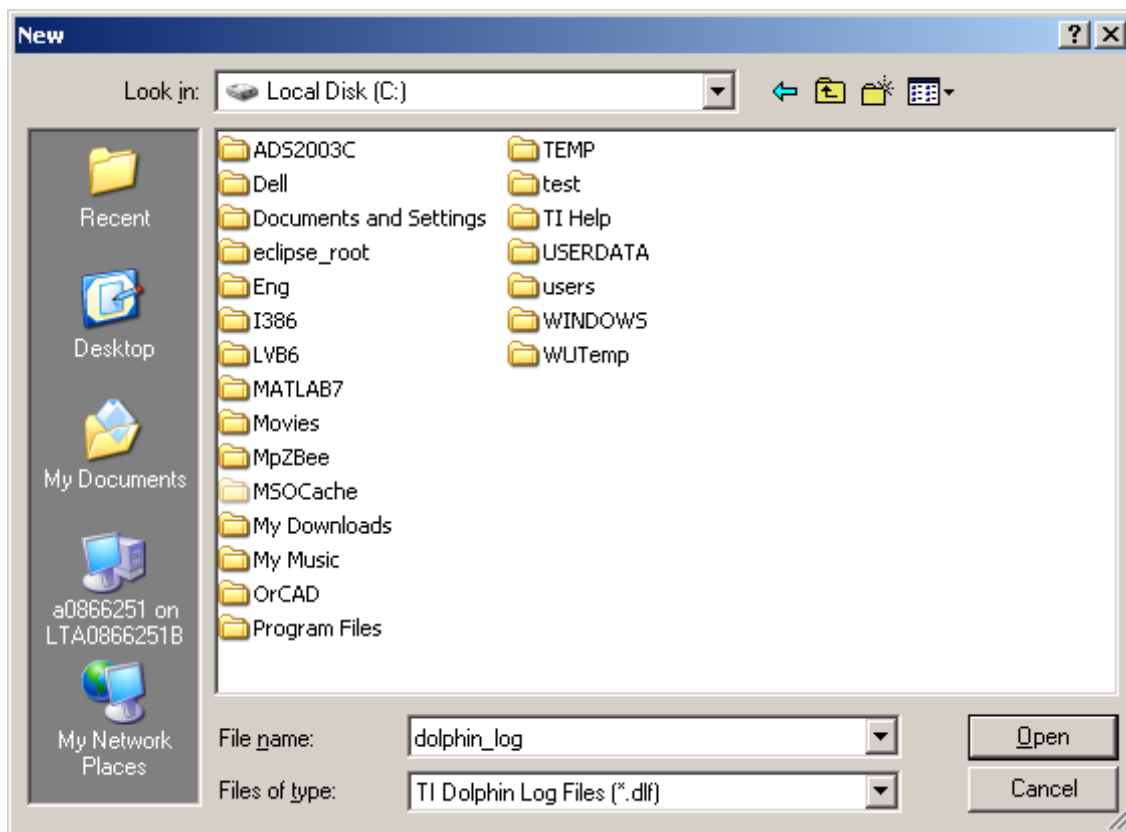 New
Look in:
Local Disk (C:)
Recent
Desktop
My Documents
a0866251 on
LTA0866251B
My Network
Places
ADS2003C
Dell
Documents and Settings
eclipse_root
Eng
I386
LVB6
MATLAB7
Movies
MpZBee
MSOCache
My Downloads
My Music
OrCAD
Program Files
TEMP
test
TI Help
USERDATA
users
WINDOWS
WUTemp
File name:
dolphin_log
Open
Files of type:
TI Dolphin Log Files (*.dlf)
Cancel